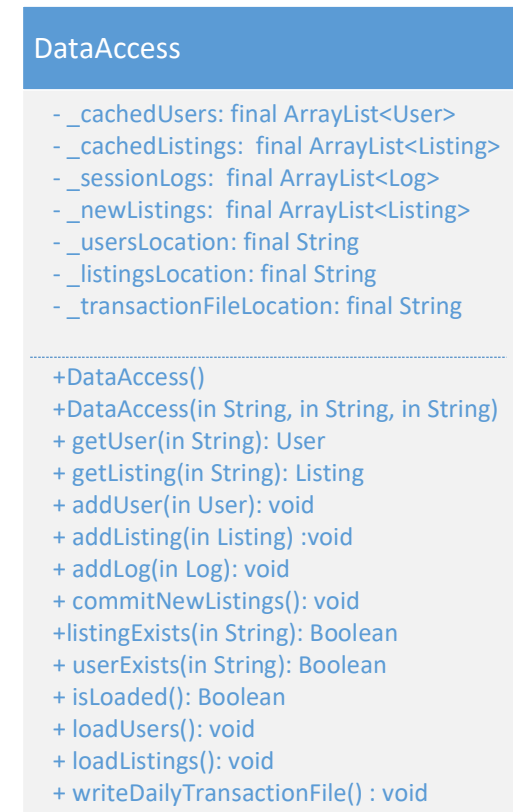 DataAccess
- _cachedUsers: final ArrayList<User>
- _cachedListings:  final ArrayList<Listing>
- _sessionLogs:  final ArrayList<Log>
- _newListings:  final ArrayList<Listing>
- _usersLocation: final String
- _listingsLocation: final String
- _transactionFileLocation: final String
+DataAccess()
+DataAccess(in String, in String, in String)
+ getUser(in String): User
+ getListing(in String): Listing
+ addUser(in User): void
+ addListing(in Listing) :void
+ addLog(in Log): void
+ commitNewListings(): void
+listingExists(in String): Boolean
+ userExists(in String): Boolean
+ isLoaded(): Boolean
+ loadUsers(): void
+ loadListings(): void
+ writeDailyTransactionFile() : void